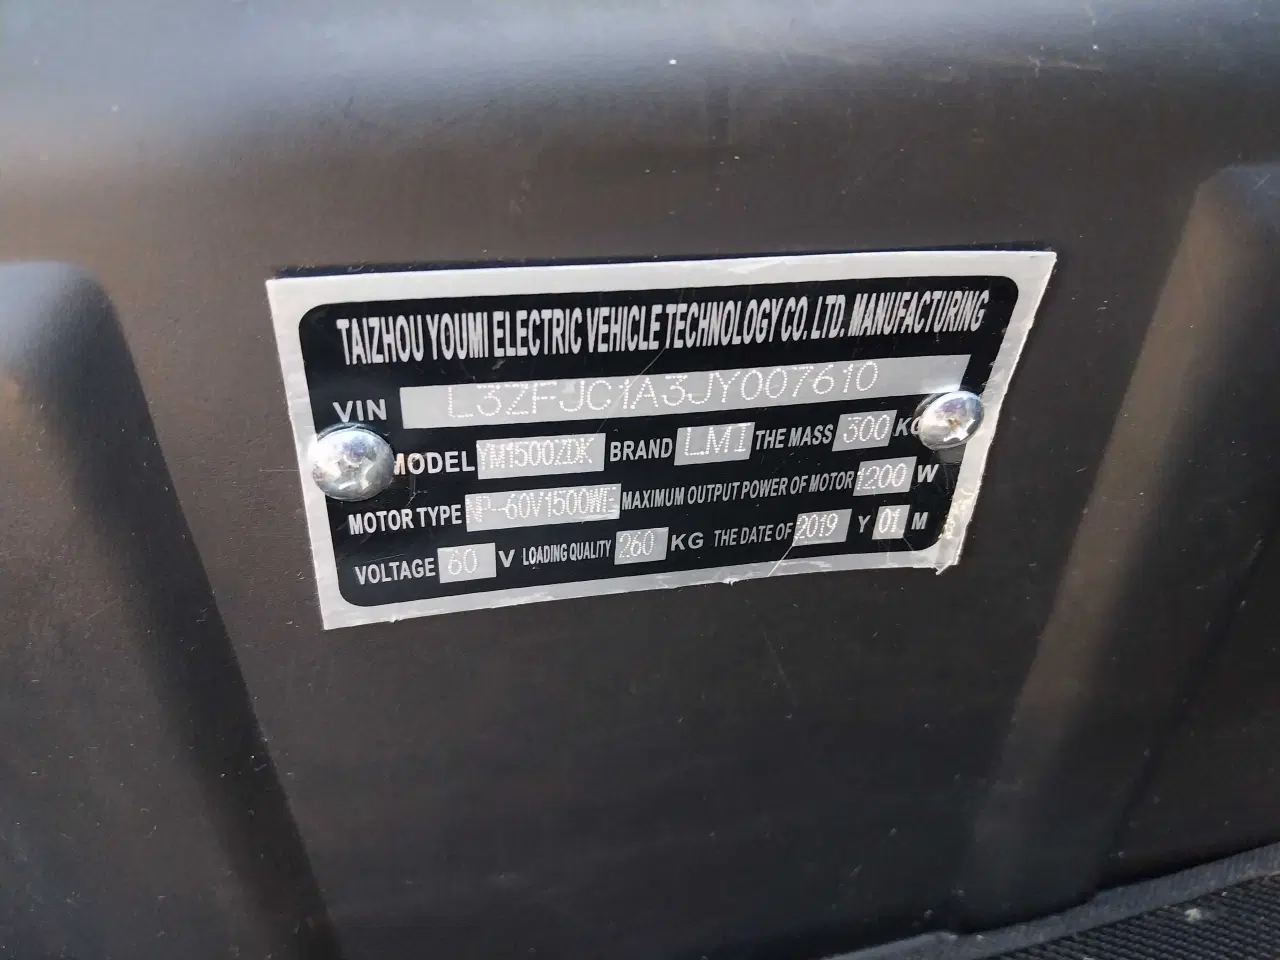 TAIZHOU YOUMI ELECTRIC VEHICLE TECHNOLOGY CO. LTD. MANUFACTURING
VIN L3ZFJC1A3JY007610
MODEL YM1500ZDK BRAND LMI THE MASS 300 KG
MOTOR TYPE NP-60V1500WE MAXIMUM OUTPUT POWER OF MOTOR 1200 W
VOLTAGE 60 V LOADING QUALITY 260 KG THE DATE OF 2019 Y 01 M